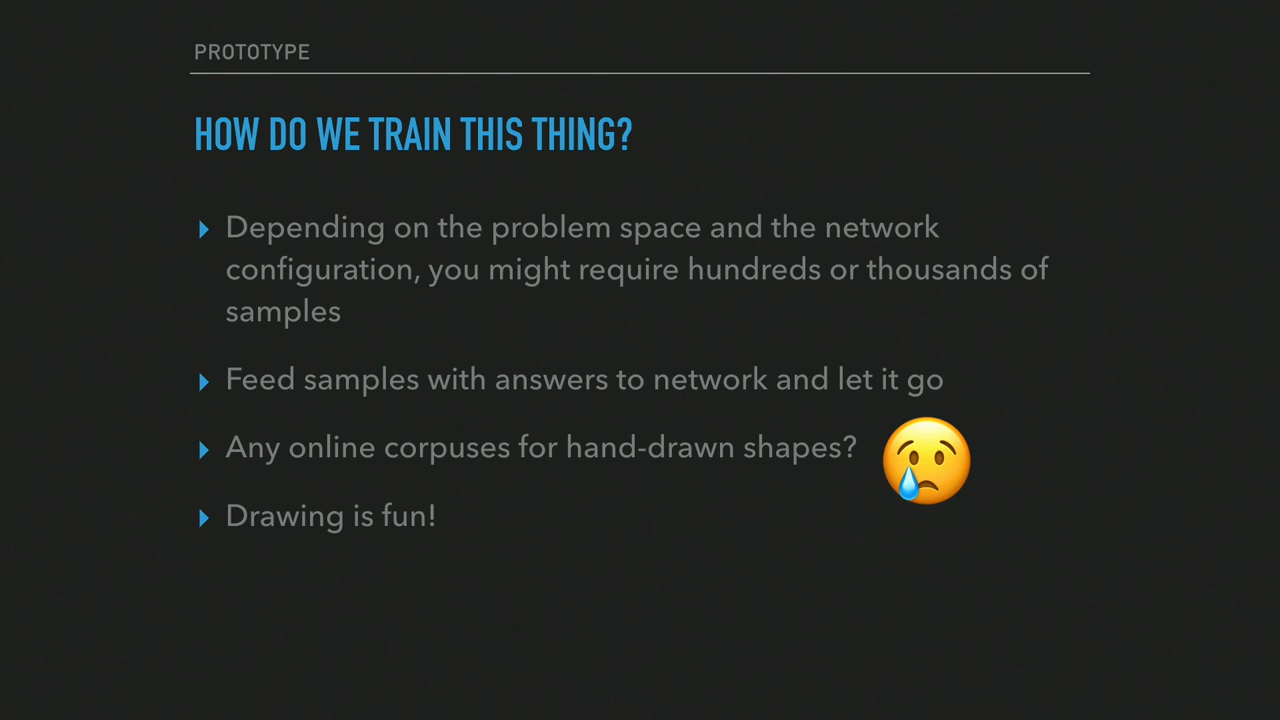 PROTOTYPE
HOW DO WE TRAIN THIS THING?
Depending on the problem space and the network
configuration, you might require hundreds or thousands of
samples
Feed samples with answers to network and let it go
Any online corpuses for hand-drawn shapes?
Drawing is fun!